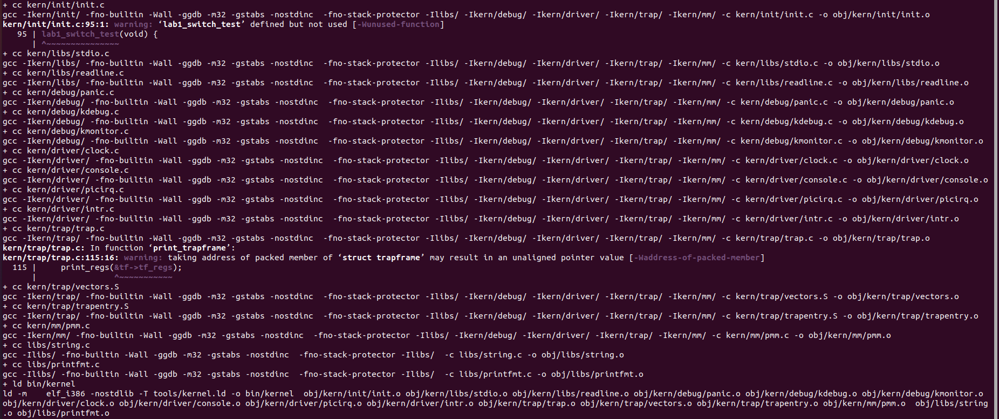 + cc kern/init/init.c
gcc -Ikern/init/ -fno-builtin -Wall -ggdb -m32 -gstabs -nostdinc  -fno-stack-protector -Ilibs/ -Ikern/debug/ -Ikern/driver/ -Ikern/trap/ -Ikern/mm/ -c kern/init/init.c -o obj/kern/init/init.o
kern/init/init.c:95:1: warning: ‘lab1_switch_test’ defined but not used [-Wunused-function]
   95 | lab1_switch_test(void) {
      | ^~~~~~~~~~~~~~~~
+ cc kern/libs/stdio.c
gcc -Ikern/libs/ -fno-builtin -Wall -ggdb -m32 -gstabs -nostdinc  -fno-stack-protector -Ilibs/ -Ikern/debug/ -Ikern/driver/ -Ikern/trap/ -Ikern/mm/ -c kern/libs/stdio.c -o obj/kern/libs/stdio.o
+ cc kern/libs/readline.c
gcc -Ikern/libs/ -fno-builtin -Wall -ggdb -m32 -gstabs -nostdinc  -fno-stack-protector -Ilibs/ -Ikern/debug/ -Ikern/driver/ -Ikern/trap/ -Ikern/mm/ -c kern/libs/readline.c -o obj/kern/libs/readline.o
+ cc kern/debug/panic.c
gcc -Ikern/debug/ -fno-builtin -Wall -ggdb -m32 -gstabs -nostdinc  -fno-stack-protector -Ilibs/ -Ikern/debug/ -Ikern/driver/ -Ikern/trap/ -Ikern/mm/ -c kern/debug/panic.c -o obj/kern/debug/panic.o
+ cc kern/debug/kdebug.c
gcc -Ikern/debug/ -fno-builtin -Wall -ggdb -m32 -gstabs -nostdinc  -fno-stack-protector -Ilibs/ -Ikern/debug/ -Ikern/driver/ -Ikern/trap/ -Ikern/mm/ -c kern/debug/kdebug.c -o obj/kern/debug/kdebug.o
+ cc kern/debug/kmonitor.c
gcc -Ikern/debug/ -fno-builtin -Wall -ggdb -m32 -gstabs -nostdinc  -fno-stack-protector -Ilibs/ -Ikern/debug/ -Ikern/driver/ -Ikern/trap/ -Ikern/mm/ -c kern/debug/kmonitor.c -o obj/kern/debug/kmonitor.o
+ cc kern/driver/clock.c
gcc -Ikern/driver/ -fno-builtin -Wall -ggdb -m32 -gstabs -nostdinc  -fno-stack-protector -Ilibs/ -Ikern/debug/ -Ikern/driver/ -Ikern/trap/ -Ikern/mm/ -c kern/driver/clock.c -o obj/kern/driver/clock.o
+ cc kern/driver/console.c
gcc -Ikern/driver/ -fno-builtin -Wall -ggdb -m32 -gstabs -nostdinc  -fno-stack-protector -Ilibs/ -Ikern/debug/ -Ikern/driver/ -Ikern/trap/ -Ikern/mm/ -c kern/driver/console.c -o obj/kern/driver/console.o
+ cc kern/driver/picirq.c
gcc -Ikern/driver/ -fno-builtin -Wall -ggdb -m32 -gstabs -nostdinc  -fno-stack-protector -Ilibs/ -Ikern/debug/ -Ikern/driver/ -Ikern/trap/ -Ikern/mm/ -c kern/driver/picirq.c -o obj/kern/driver/picirq.o
+ cc kern/driver/intr.c
gcc -Ikern/driver/ -fno-builtin -Wall -ggdb -m32 -gstabs -nostdinc  -fno-stack-protector -Ilibs/ -Ikern/debug/ -Ikern/driver/ -Ikern/trap/ -Ikern/mm/ -c kern/driver/intr.c -o obj/kern/driver/intr.o
+ cc kern/trap/trap.c
gcc -Ikern/trap/ -fno-builtin -Wall -ggdb -m32 -gstabs -nostdinc  -fno-stack-protector -Ilibs/ -Ikern/debug/ -Ikern/driver/ -Ikern/trap/ -Ikern/mm/ -c kern/trap/trap.c -o obj/kern/trap/trap.o
kern/trap/trap.c: In function ‘print_trapframe’:
kern/trap/trap.c:115:16: warning: taking address of packed member of ‘struct trapframe’ may result in an unaligned pointer value [-Waddress-of-packed-member]
  115 |     print_regs(&tf->tf_regs);
      |                ^~~~~~~~~~~~
+ cc kern/trap/vectors.S
gcc -Ikern/trap/ -fno-builtin -Wall -ggdb -m32 -gstabs -nostdinc  -fno-stack-protector -Ilibs/ -Ikern/debug/ -Ikern/driver/ -Ikern/trap/ -Ikern/mm/ -c kern/trap/vectors.S -o obj/kern/trap/vectors.o
+ cc kern/trap/trapentry.S
gcc -Ikern/trap/ -fno-builtin -Wall -ggdb -m32 -gstabs -nostdinc  -fno-stack-protector -Ilibs/ -Ikern/debug/ -Ikern/driver/ -Ikern/trap/ -Ikern/mm/ -c kern/trap/trapentry.S -o obj/kern/trap/trapentry.o
+ cc kern/mm/pmm.c
gcc -Ikern/mm/ -fno-builtin -Wall -ggdb -m32 -gstabs -nostdinc  -fno-stack-protector -Ilibs/ -Ikern/debug/ -Ikern/driver/ -Ikern/trap/ -Ikern/mm/ -c kern/mm/pmm.c -o obj/kern/mm/pmm.o
+ cc libs/string.c
gcc -Ilibs/ -fno-builtin -Wall -ggdb -m32 -gstabs -nostdinc  -fno-stack-protector -Ilibs/  -c libs/string.c -o obj/libs/string.o
+ cc libs/printfmt.c
gcc -Ilibs/ -fno-builtin -Wall -ggdb -m32 -gstabs -nostdinc  -fno-stack-protector -Ilibs/  -c libs/printfmt.c -o obj/libs/printfmt.o
+ ld bin/kernel
ld -m    elf_i386 -nostdlib -T tools/kernel.ld -o bin/kernel  obj/kern/init/init.o obj/kern/libs/stdio.o obj/kern/libs/readline.o obj/kern/debug/panic.o obj/kern/debug/kdebug.o obj/kern/debug/kmonitor.o
obj/kern/driver/clock.o obj/kern/driver/console.o obj/kern/driver/picirq.o obj/kern/driver/intr.o obj/kern/trap/trap.o obj/kern/trap/vectors.o obj/kern/trap/trapentry.o obj/kern/mm/pmm.o  obj/libs/string
.o obj/libs/printfmt.o